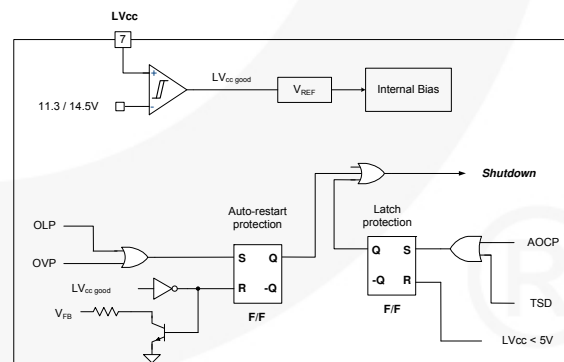 LVcc
7
LVcc good
11.3 / 14.5V
+
-
VREF
Internal Bias
Shutdown
Auto-restart
protection
Latch
protection
OLP
OVP
S Q
R -Q
F/F
Q S
-Q R
F/F
AOCP
TSD
LVcc good
VFB
LVcc < 5V
®